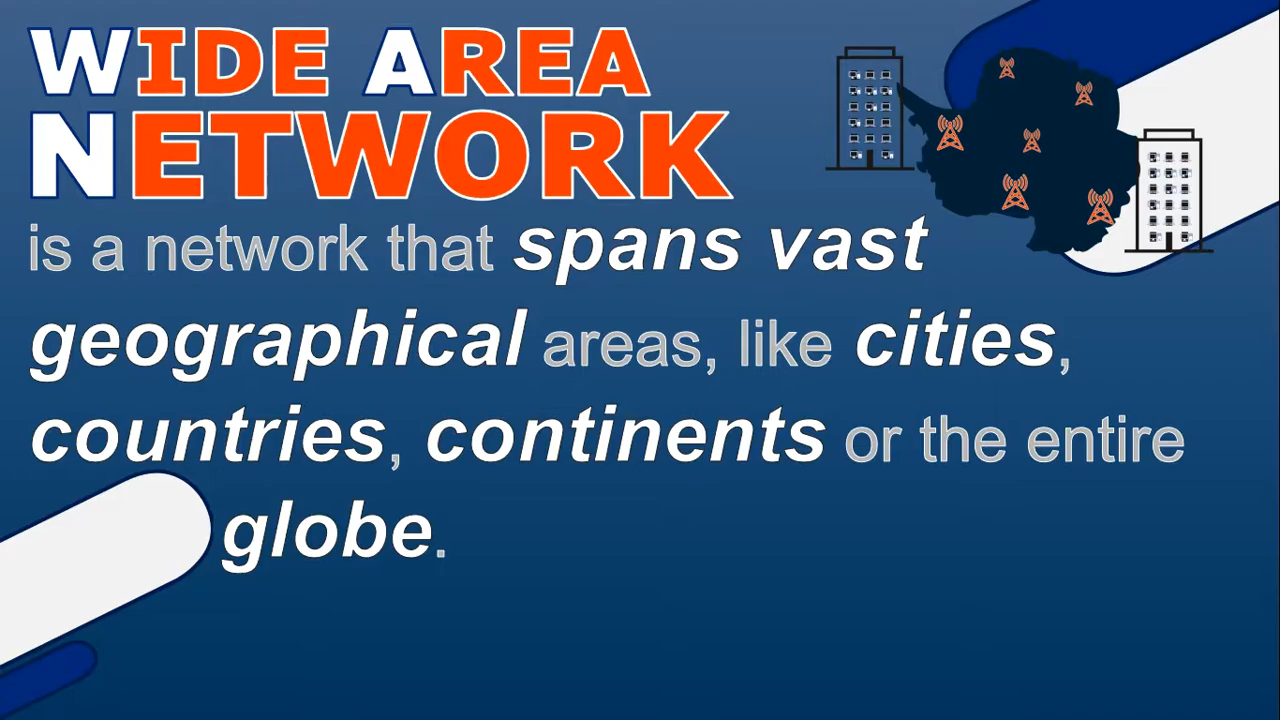 WIDE AREA
NETWORK
is a network that spans vast
geographical areas, like cities,
countries, continents or the entire
globe.